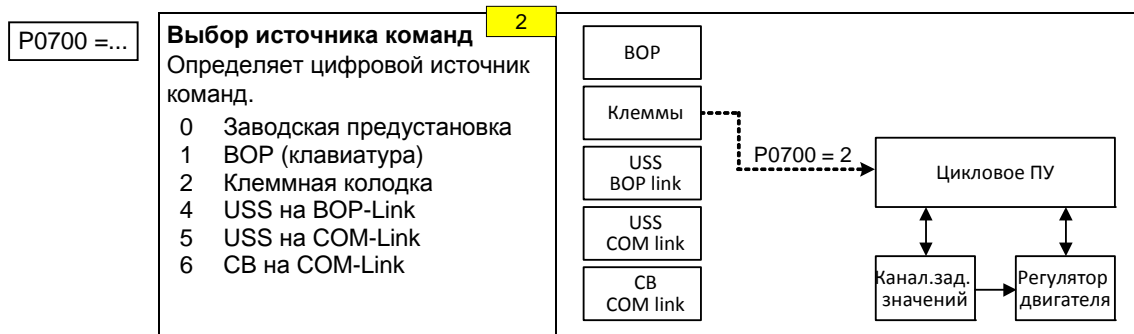 P0700 =...
2
Выбор источника команд
Определяет цифровой источник
команд.
0 Заводская предустановка
1 BOP (клавиатура)
2 Клеммная колодка
4 USS на BOP-Link
5 USS на COM-Link
6 CB на COM-Link
BOP
Клеммы
USS
BOP link
USS
COM link
CB
COM link
P0700 = 2
Цикловое ПУ
Канал.зад.
значений
Регулятор
двигателя